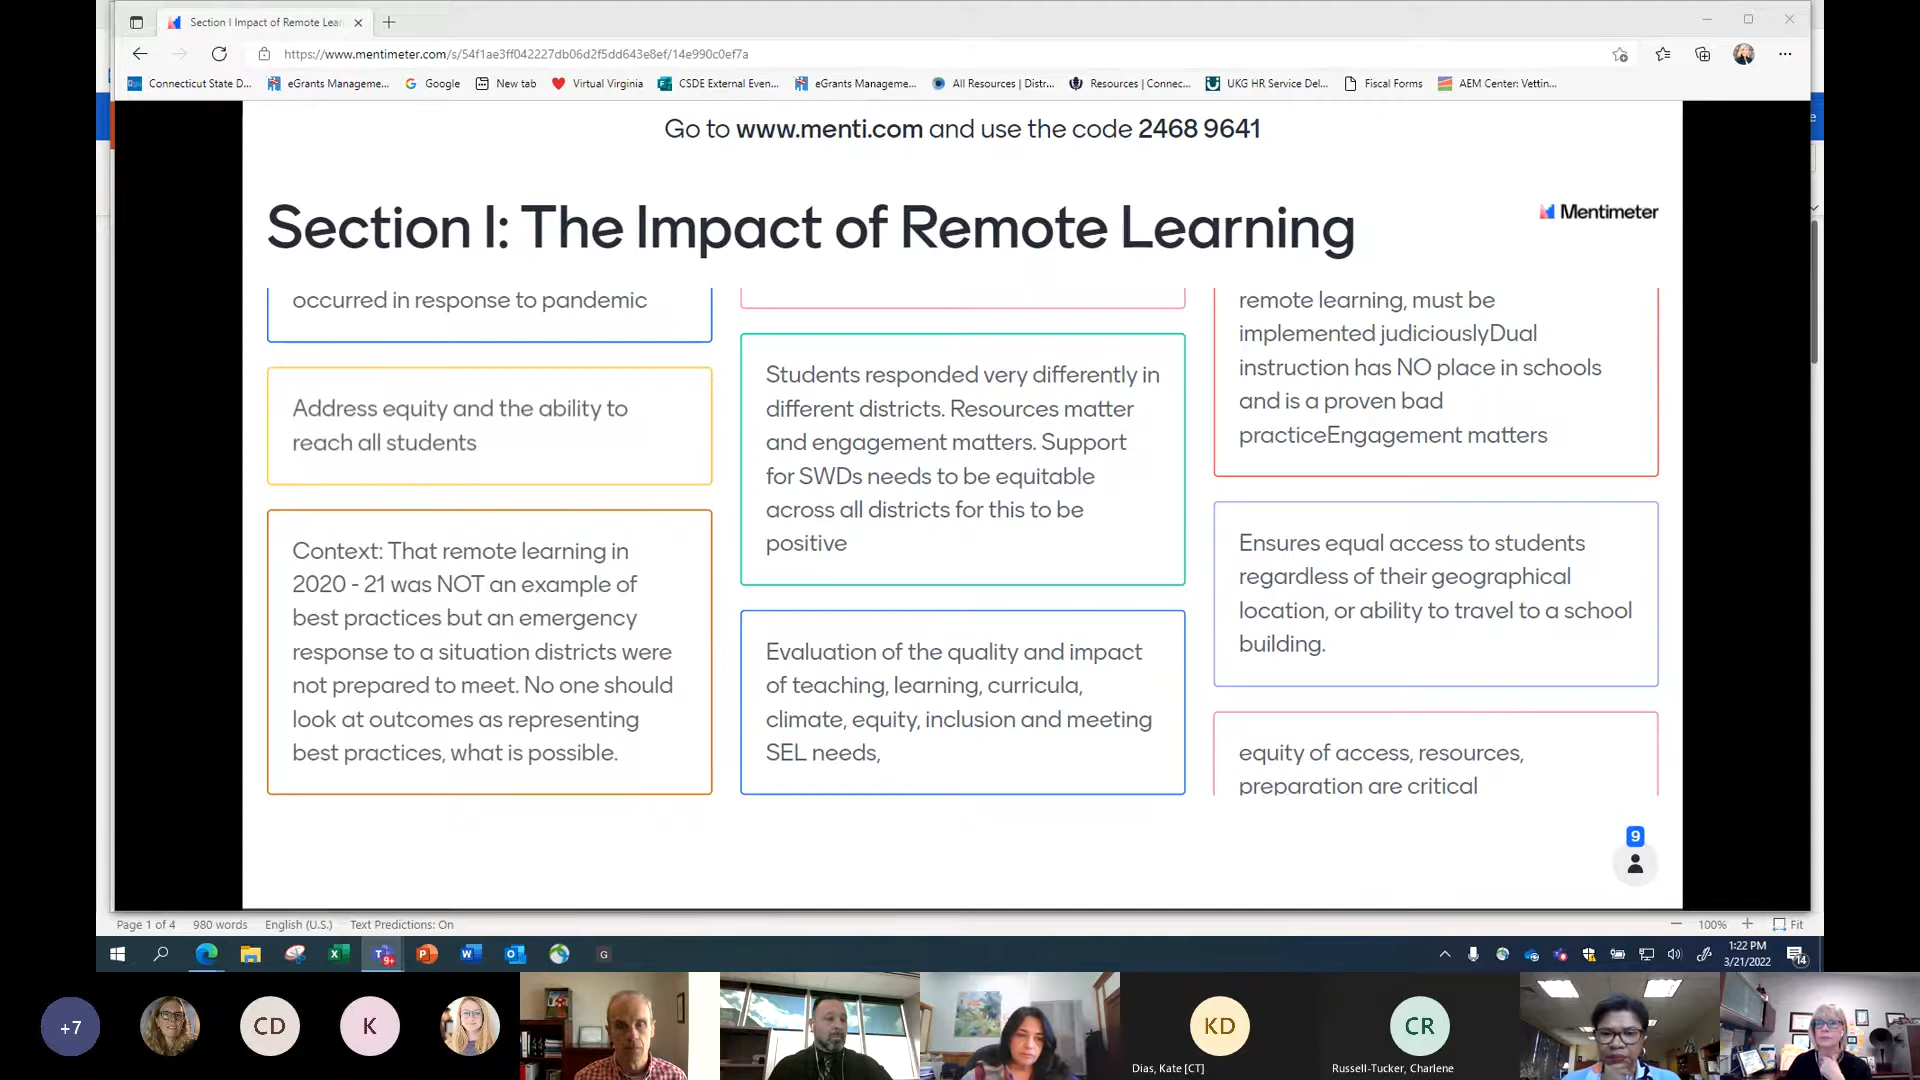 Section I Impact of Remote Lear
https://www.mentimeter.com/s/54f1ae3ff042227db06d2f5dd643e8ef/14e990c0ef7a
Connecticut State D...
eGrants Manageme...
Google
New tab
Virtual Virginia
CSDE External Even...
eGrants Manageme...
All Resources | Distr...
Resources | Connec...
UKG HR Service Del...
Fiscal Forms
AEM Center: Vettin...
Go to www.menti.com and use the code 2468 9641
Section I: The Impact of Remote Learning
Mentimeter
occurred in response to pandemic
Address equity and the ability to
reach all students
Context: That remote learning in
2020 - 21 was NOT an example of
best practices but an emergency
response to a situation districts were
not prepared to meet. No one should
look at outcomes as representing
best practices, what is possible.
Students responded very differently in
different districts. Resources matter
and engagement matters. Support
for SWDs needs to be equitable
across all districts for this to be
positive
Evaluation of the quality and impact
of teaching, learning, curricula,
climate, equity, inclusion and meeting
SEL needs,
remote learning, must be
implemented judiciouslyDual
instruction has NO place in schools
and is a proven bad
practiceEngagement matters
Ensures equal access to students
regardless of their geographical
location, or ability to travel to a school
building.
equity of access, resources,
preparation are critical
9
Page 1 of 4
980 words
English (U.S.)
Text Predictions: On
100%
Fit
1:22 PM
3/21/2022
14
+7
CD
K
KD
Dias, Kate [CT]
CR
Russell-Tucker, Charlene